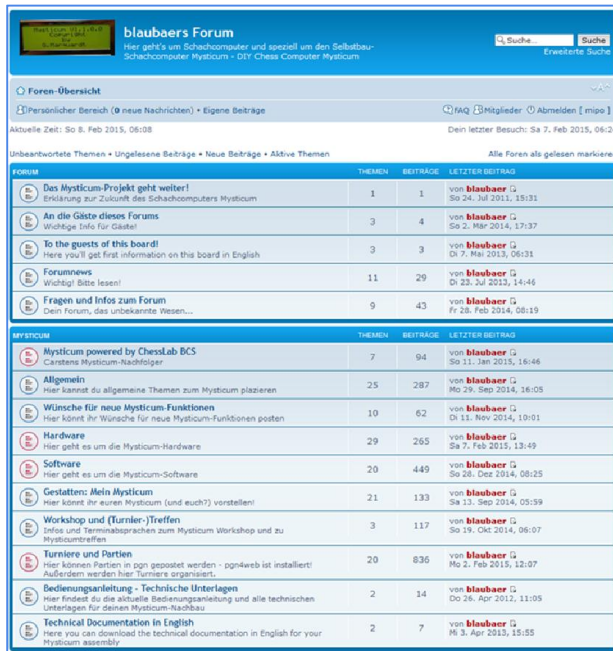 Mysticum V1.1.0.0
Copyright
by
blaubaers Forum
Hier geht's um Schachcomputer und speziell um den Selbstbau-
Schachcomputer Mysticum - DIY Chess Computer Mysticum
Suche... Suche
Erweiterte Suche
Foren-Übersicht
Persönlicher Bereich (0 neue Nachrichten) • Eigene Beiträge FAQ Mitglieder Abmelden [ mipo ]
Aktuelle Zeit: So 8. Feb 2015, 06:08 Dein letzter Besuch: Sa 7. Feb 2015, 06:2
Unbeantwortete Themen • Ungelesene Beiträge • Neue Beiträge • Aktive Themen Alle Foren als gelesen markiere
FORUM THEMEN BEITRÄGE LETZTER BEITRAG
Das Mysticum-Projekt geht weiter! 1 1 von blaubaer
Erklärung zur Zukunft des Schachcomputers Mysticum So 24. Jul 2011, 15:31
An die Gäste dieses Forums 3 4 von blaubaer
Wichtige Info für Gäste! So 2. Mär 2014, 17:37
To the guests of this board! 3 3 von blaubaer
Here you'll get first information on this board in English Di 7. Mai 2013, 06:31
Forumnews 11 29 von blaubaer
Wichtig! Bitte lesen! Di 23. Jul 2013, 14:46
Fragen und Infos zum Forum 9 43 von blaubaer
Dein Forum, das unbekannte Wesen... Fr 28. Feb 2014, 08:19
MYSTICUM THEMEN BEITRÄGE LETZTER BEITRAG
Mysticum powered by ChessLab BCS 7 94 von blaubaer
Carstens Mysticum-Nachfolger So 11. Jan 2015, 16:46
Allgemein 25 287 von blaubaer
Hier kannst du allgemeine Themen zum Mysticum plazieren Mo 29. Sep 2014, 16:05
Wünsche für neue Mysticum-Funktionen 10 62 von blaubaer
Hier könnt ihr Wünsche für neue Mysticum-Funktionen posten Di 11. Nov 2014, 10:01
Hardware 29 265 von blaubaer
Hier geht es um die Mysticum-Hardware Sa 7. Feb 2015, 13:49
Software 20 449 von blaubaer
Hier geht es um die Mysticum-Software So 28. Dez 2014, 08:25
Gestatten: Mein Mysticum 21 133 von blaubaer
Hier könnt ihr euren Mysticum (und euch?) vorstellen! Sa 13. Sep 2014, 05:59
Workshop und (Turnier-)Treffen 3 117 von blaubaer
Infos und Terminabsprachen zum Mysticum Workshop und zu So 19. Okt 2014, 06:07
Mysticumtreffen
Turniere und Partien 20 836 von blaubaer
Hier können Partien in pgn gepostet werden - pgn4web ist installiert! Mo 2. Feb 2015, 12:07
Außerdem werden hier Turniere organisiert.
Bedienungsanleitung - Technische Unterlagen 2 14 von blaubaer
Hier findest du die aktuelle Bedienungsanleitung und alle technischen Do 26. Apr 2012, 11:05
Unterlagen für deinen Mysticum-Nachbau
Technical Documentation in English 2 7 von blaubaer
Here you can download the technical documentation in English for your Mi 3. Apr 2013, 15:55
Mysticum assembly